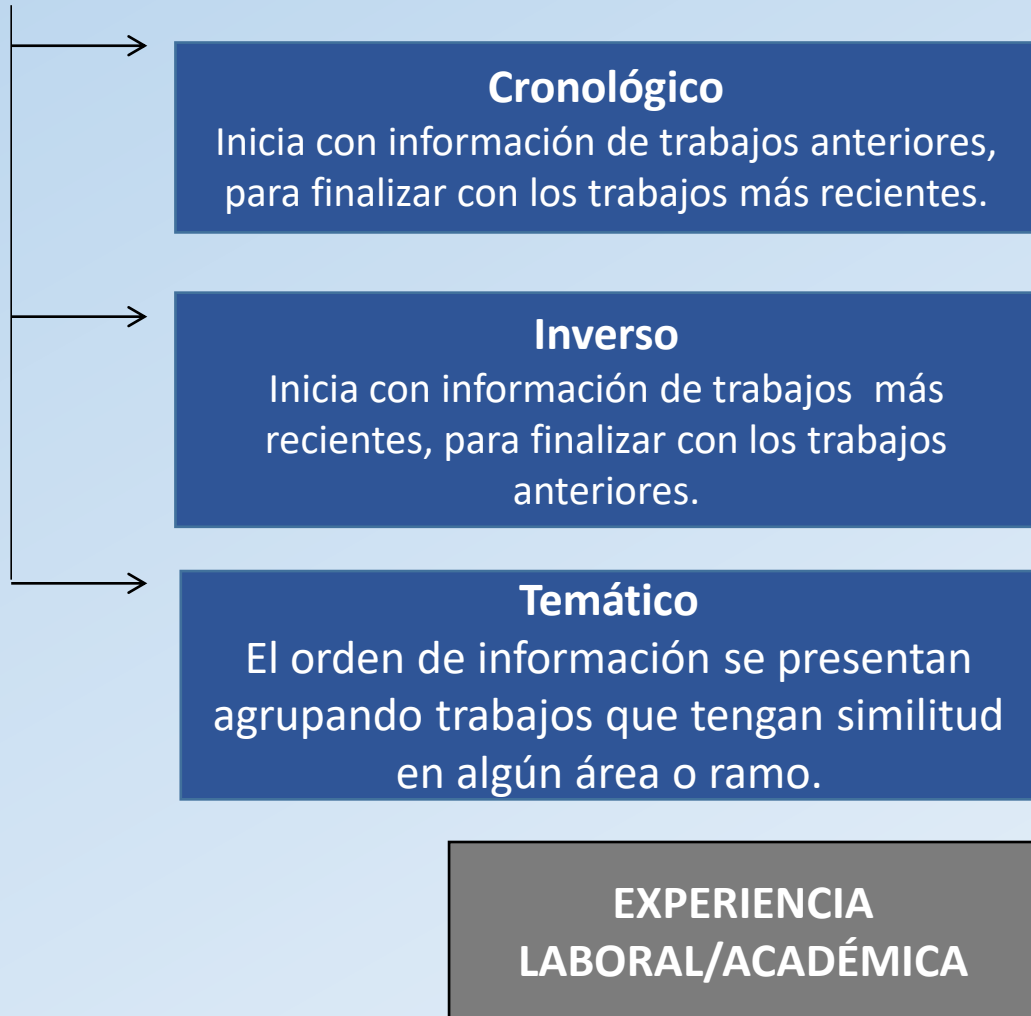 Cronológico
Inicia con información de trabajos anteriores,
para finalizar con los trabajos más recientes.
Inverso
Inicia con información de trabajos  más
recientes, para finalizar con los trabajos
anteriores.
Temático
El orden de información se presentan
agrupando trabajos que tengan similitud
en algún área o ramo.
EXPERIENCIA
LABORAL/ACADÉMICA